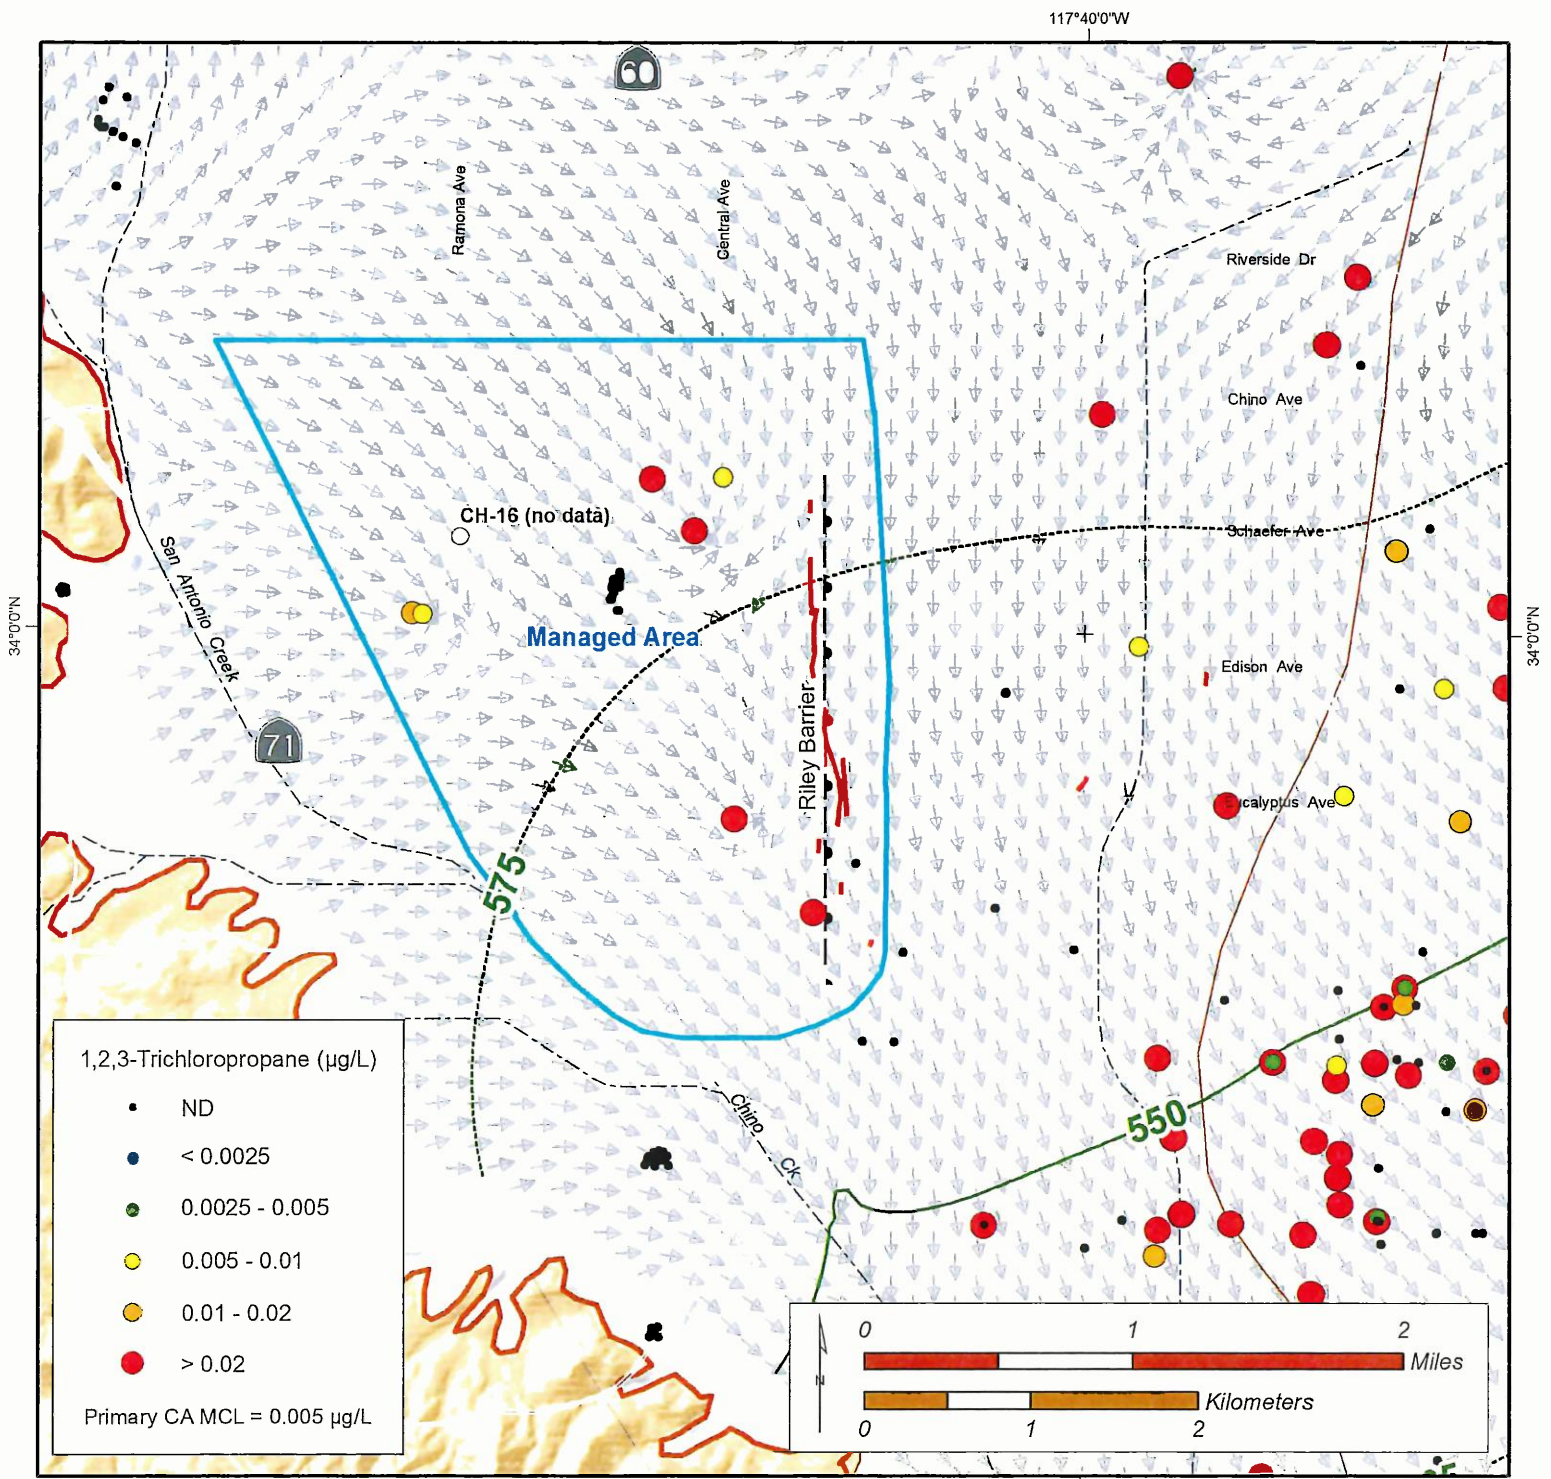 117°40'0"W
60
Ramona Ave
Central Ave
Riverside Dr
Chino Ave
CH-16 (no data)
Schaefer Ave
San Antonio Creek
34°0'0"N
34°0'0"N
Managed Area
Edison Ave
Riley Barrier
71
Eucalyptus Ave
575
550
Chino
Ck
1,2,3-Trichloropropane (µg/L)
ND
< 0.0025
0.0025 - 0.005
0.005 - 0.01
0.01 - 0.02
> 0.02
Primary CA MCL = 0.005 µg/L
0 1 2
Miles
Kilometers
0 1 2
N